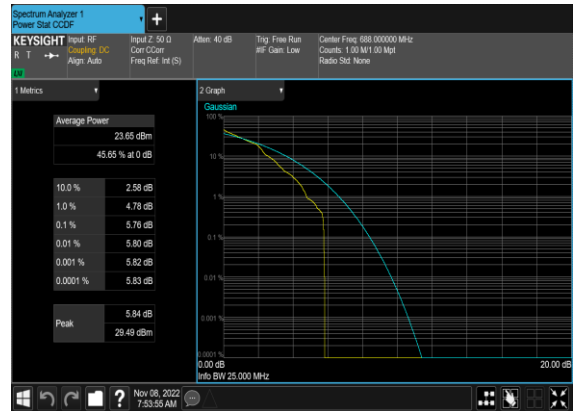 Spectrum Analyzer 1
Power Stat CCDF
KEYSIGHT Input: RF Input Z: 50 Ω Atten: 40 dB Trig: Free Run Center Freq: 688.000000 MHz
R T Coupling: DC Corr CCorr #IF Gain: Low Counts: 1.00 M/1.00 Mpt
Align: Auto Freq Ref: Int (S) Radio Std: None
LV
1 Metrics
Average Power
23.65 dBm
45.65 % at 0 dB
10.0 % 2.58 dB
1.0 % 4.78 dB
0.1 % 5.76 dB
0.01 % 5.80 dB
0.001 % 5.82 dB
0.0001 % 5.83 dB
Peak 5.84 dB
29.49 dBm
2 Graph
Gaussian
100 %
10 %
1 %
0.1 %
0.01 %
0.001 %
0.0001 %
0.00 dB 20.00 dB
Info BW 25.000 MHz
? Nov 08, 2022
7:53:55 AM